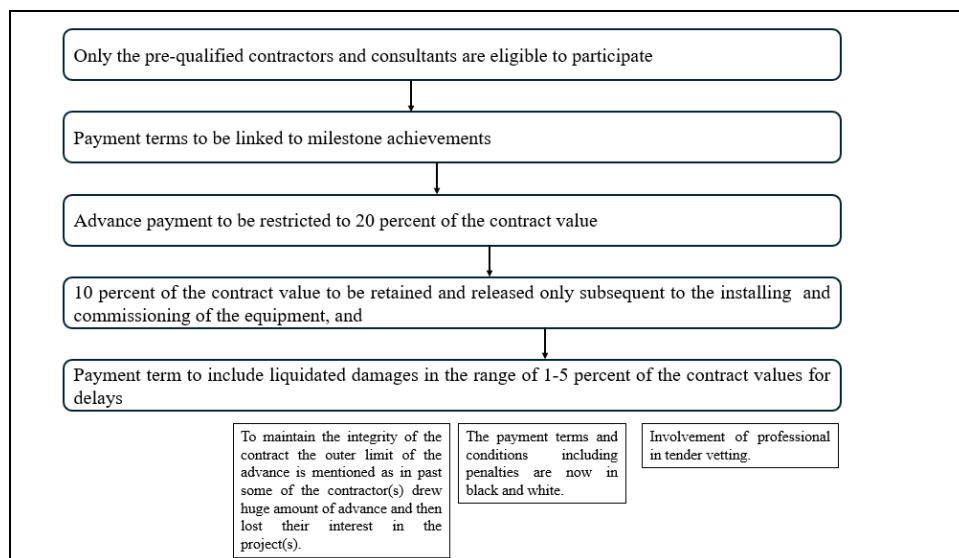 Only the pre-qualified contractors and consultants are eligible to participate
Payment terms to be linked to milestone achievements
Advance payment to be restricted to 20 percent of the contract value
10 percent of the contract value to be retained and released only subsequent to the installing and
commissioning of the equipment, and
Payment term to include liquidated damages in the range of 1-5 percent of the contract values for
delays
To maintain the integrity of the
contract the outer limit of the
advance is mentioned as in past
some of the contractor(s) drew
huge amount of advance and then
lost their interest in the
project(s).
The payment terms and
conditions including
penalties are now in
black and white.
Involvement of professional
in tender vetting.